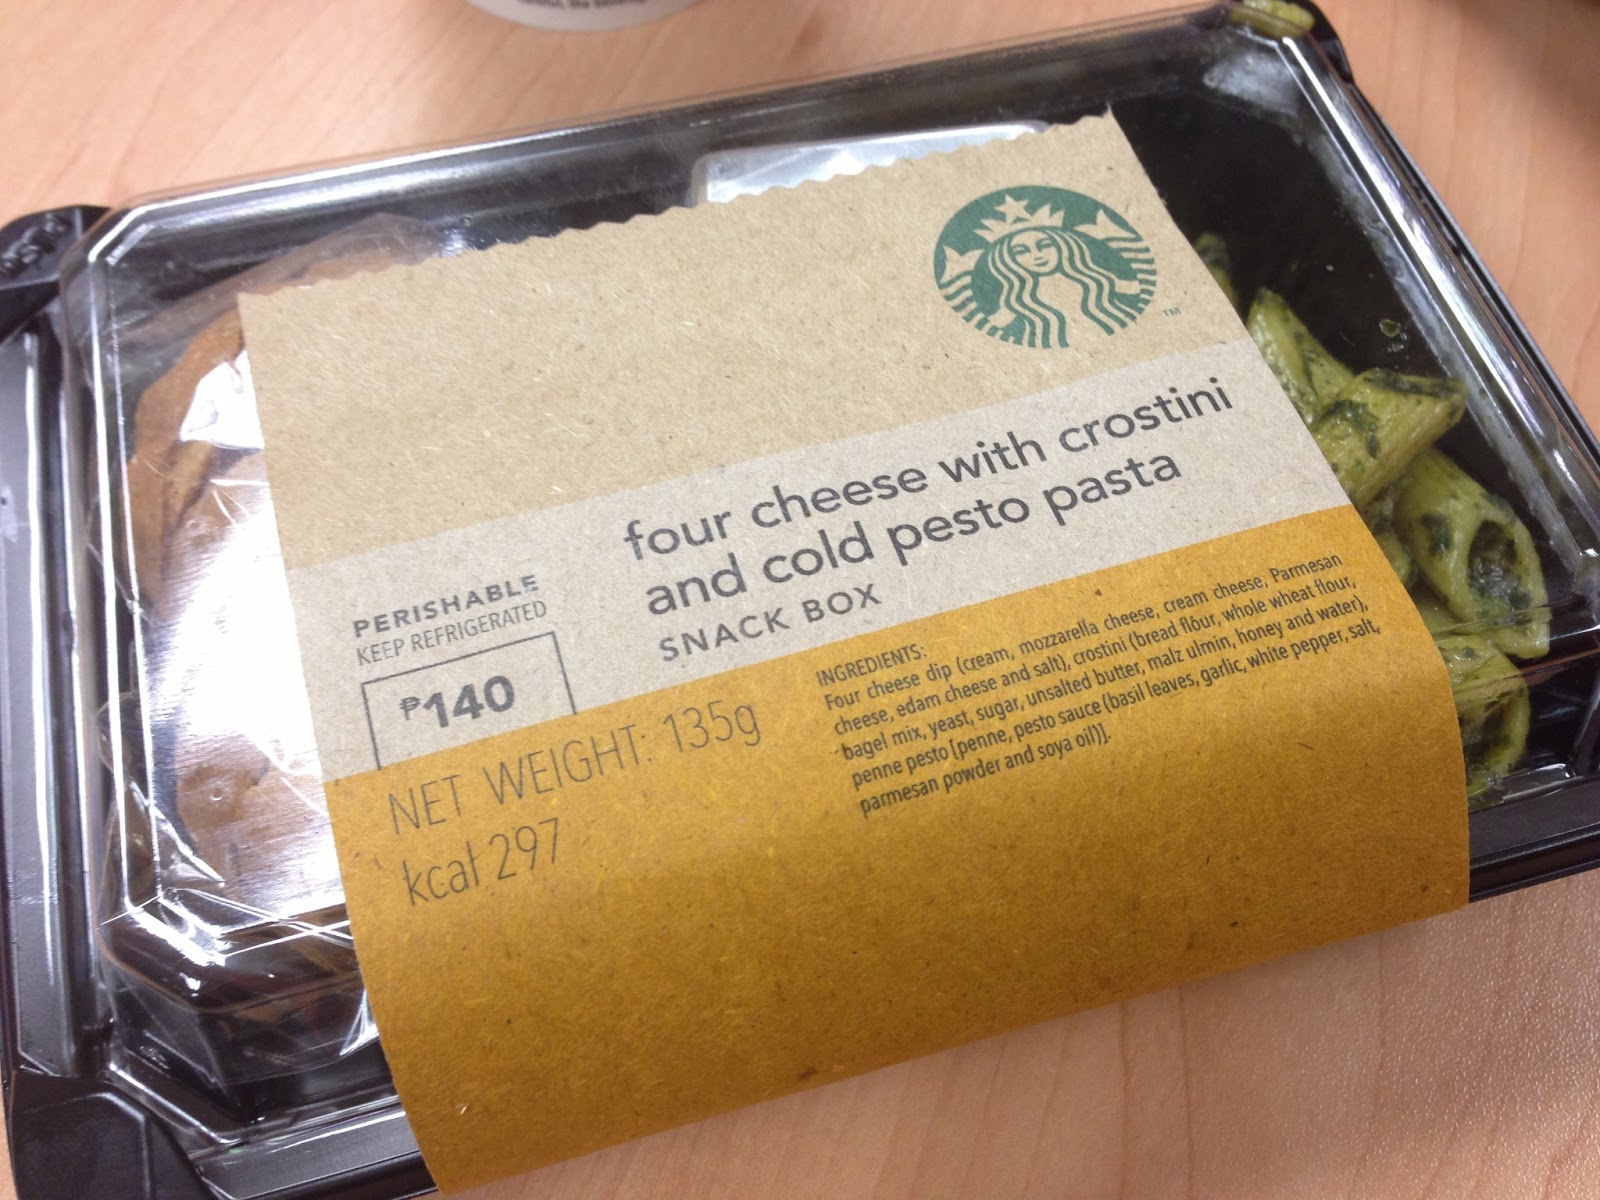 TM
four cheese with crostini
and cold pesto pasta
SNACK BOX
PERISHABLE
KEEP REFRIGERATED
₱140
NET WEIGHT: 135g
kcal 297
INGREDIENTS:
Four cheese dip (cream, mozzarella cheese, cream cheese, Parmesan
cheese, edam cheese and salt), crostini (bread flour, whole wheat flour,
bagel mix, yeast, sugar, unsalted butter, malz ulmin, honey and water),
penne pesto [penne, pesto sauce (basil leaves, garlic, white pepper, salt,
parmesan powder and soya oil)].